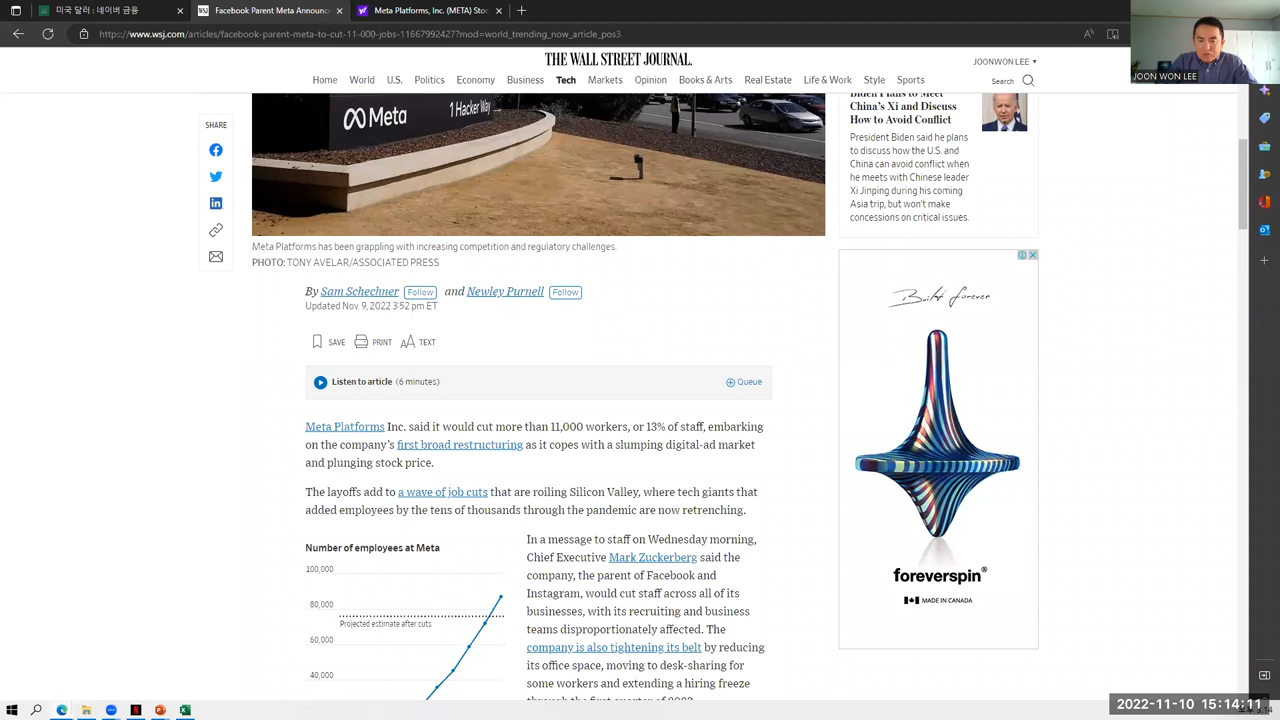 미국 달러 : 네이버 금융
Facebook Parent Meta Announc
Meta Platforms, Inc. (META) Stoc
https://www.wsj.com/articles/facebook-parent-meta-to-cut-11-000-jobs-11667992427?mod=world_trending_now_article_pos3
JOON WON LEE
THE WALL STREET JOURNAL.
JOONWON LEE
Home World U.S. Politics Economy Business Tech Markets Opinion Books & Arts Real Estate Life & Work Style Sports
Search
SHARE
Meta
1 Hacker Way
Meta Platforms has been grappling with increasing competition and regulatory challenges.
PHOTO: TONY AVELAR/ASSOCIATED PRESS
By Sam Schechner Follow and Newley Purnell Follow
Updated Nov. 9, 2022 3:52 pm ET
SAVE PRINT AA TEXT
Listen to article (6 minutes)
Queue
Meta Platforms Inc. said it would cut more than 11,000 workers, or 13% of staff, embarking
on the company's first broad restructuring as it copes with a slumping digital-ad market
and plunging stock price.
The layoffs add to a wave of job cuts that are roiling Silicon Valley, where tech giants that
added employees by the tens of thousands through the pandemic are now retrenching.
Number of employees at Meta
100,000
80,000
Projected estimate after cuts
60,000
40,000
In a message to staff on Wednesday morning,
Chief Executive Mark Zuckerberg said the
company, the parent of Facebook and
Instagram, would cut staff across all of its
businesses, with its recruiting and business
teams disproportionately affected. The
company is also tightening its belt by reducing
its office space, moving to desk-sharing for
some workers and extending a hiring freeze
through the first quarter of 2023.
Biden Plans to Meet
China's Xi and Discuss
How to Avoid Conflict
President Biden said he plans
to discuss how the U.S. and
China can avoid conflict when
he meets with Chinese leader
Xi Jinping during his coming
Asia trip, but won't make
concessions on critical issues.
Built Forever
foreverspin®
MADE IN CANADA
2022-11-10 15:14:11